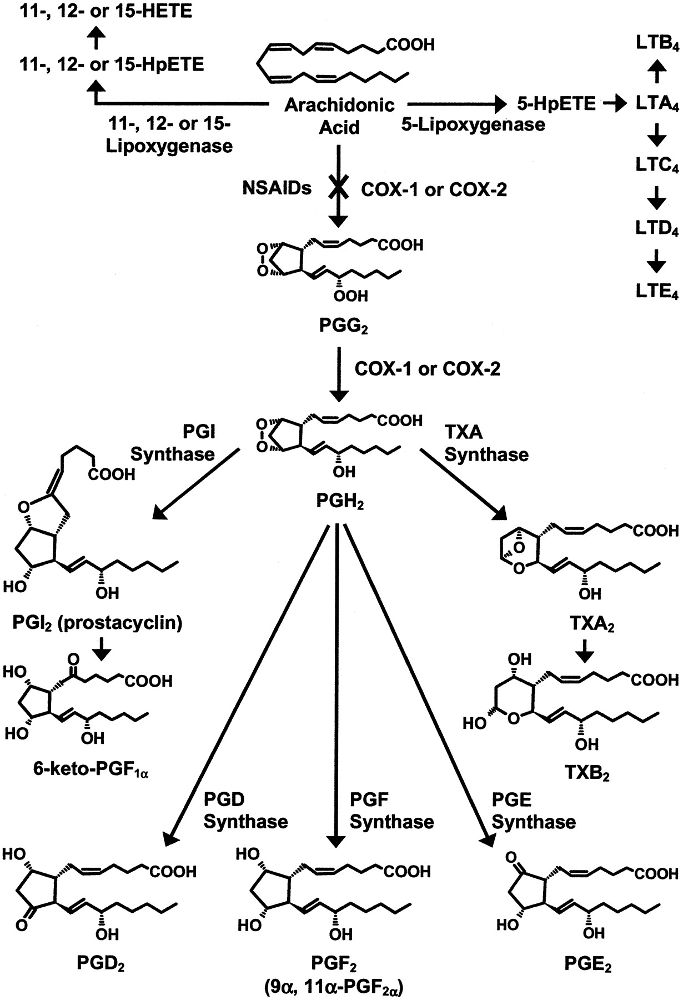 11-, 12- or 15-HETE
11-, 12- or 15-HpETE
COOH
LTB4
Arachidonic
Acid
5-HpETE
LTA4
11-, 12- or 15-
Lipoxygenase
5-Lipoxygenase
LTC4
NSAIDs
COX-1 or COX-2
LTD4
O
O
COOH
OOH
LTE4
PGG2
COX-1 or COX-2
PGI
Synthase
O
O
COOH
OH
TXA
Synthase
PGH2
COOH
O
HO
OH
COOH
O
O
OH
PGI2 (prostacyclin)
TXA2
HO
O
COOH
HO
OH
OH
COOH
HO
O
OH
6-keto-PGF1α
TXB2
PGD
Synthase
PGF
Synthase
PGE
Synthase
HO
COOH
O
OH
HO
COOH
HO
OH
O
COOH
HO
OH
PGD2
PGF2
(9α, 11α-PGF2α)
PGE2